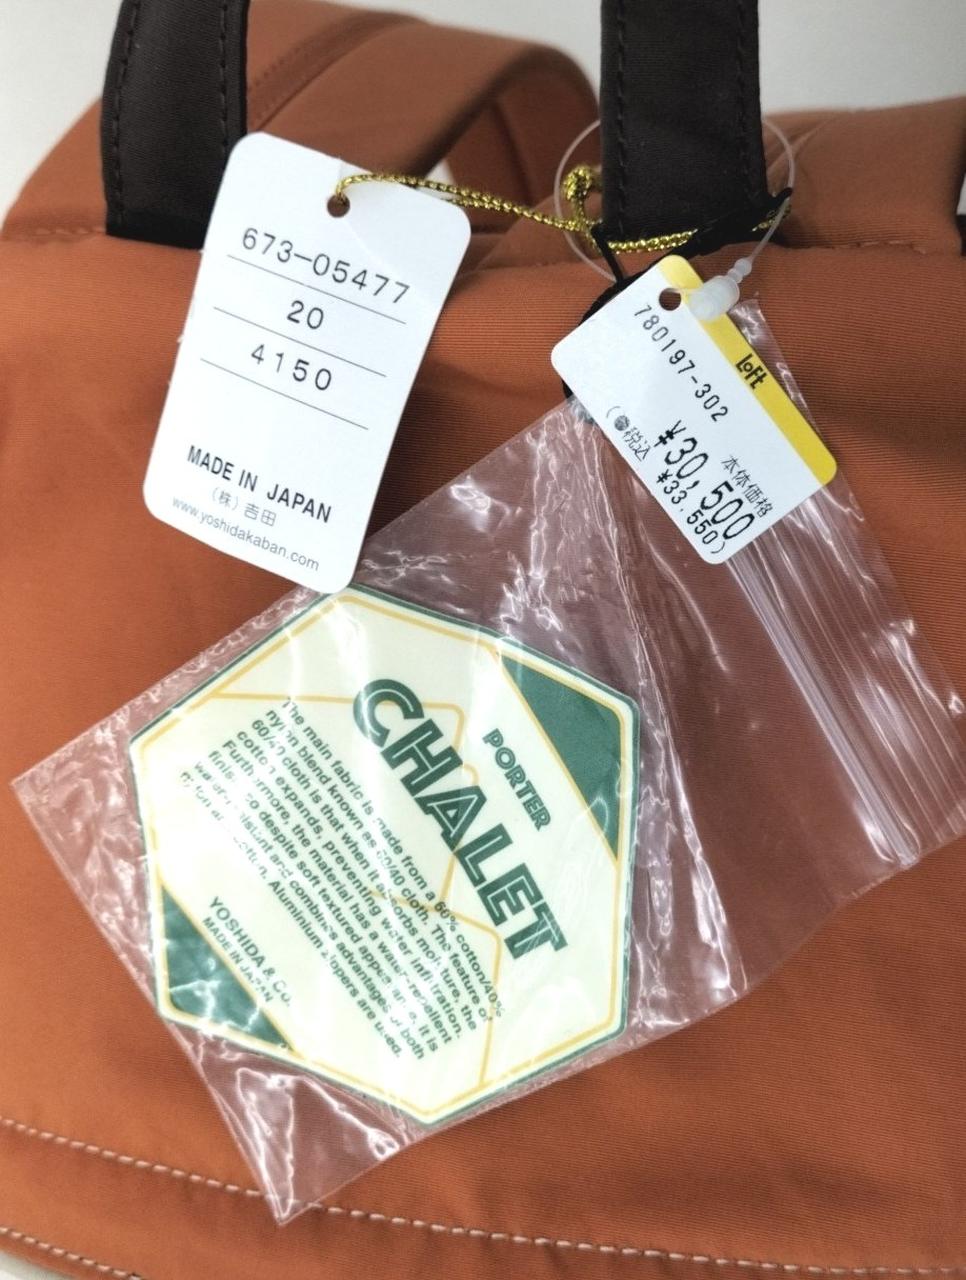 673-05477
20
4150
MADE IN JAPAN
(株)吉田
www.yoshidakaban.com
Loft
780197-302
本体価格
¥30,500
税込 ¥33,550)
PORTER
CHALET
The main fabric is made from a 60% cotton/40%
nylon blend known as 60/40 cloth. The feature of
60/40 cloth is that when it absorbs moisture, the
cotton expands, preventing water infiltration.
Furthermore, the material has a water-repellent
finish, so despite soft textured appearance, it is
water resistant and combines advantages of both
nylon and cotton. Aluminium zippers are used.
YOSHIDA & CO.
MADE IN JAPAN